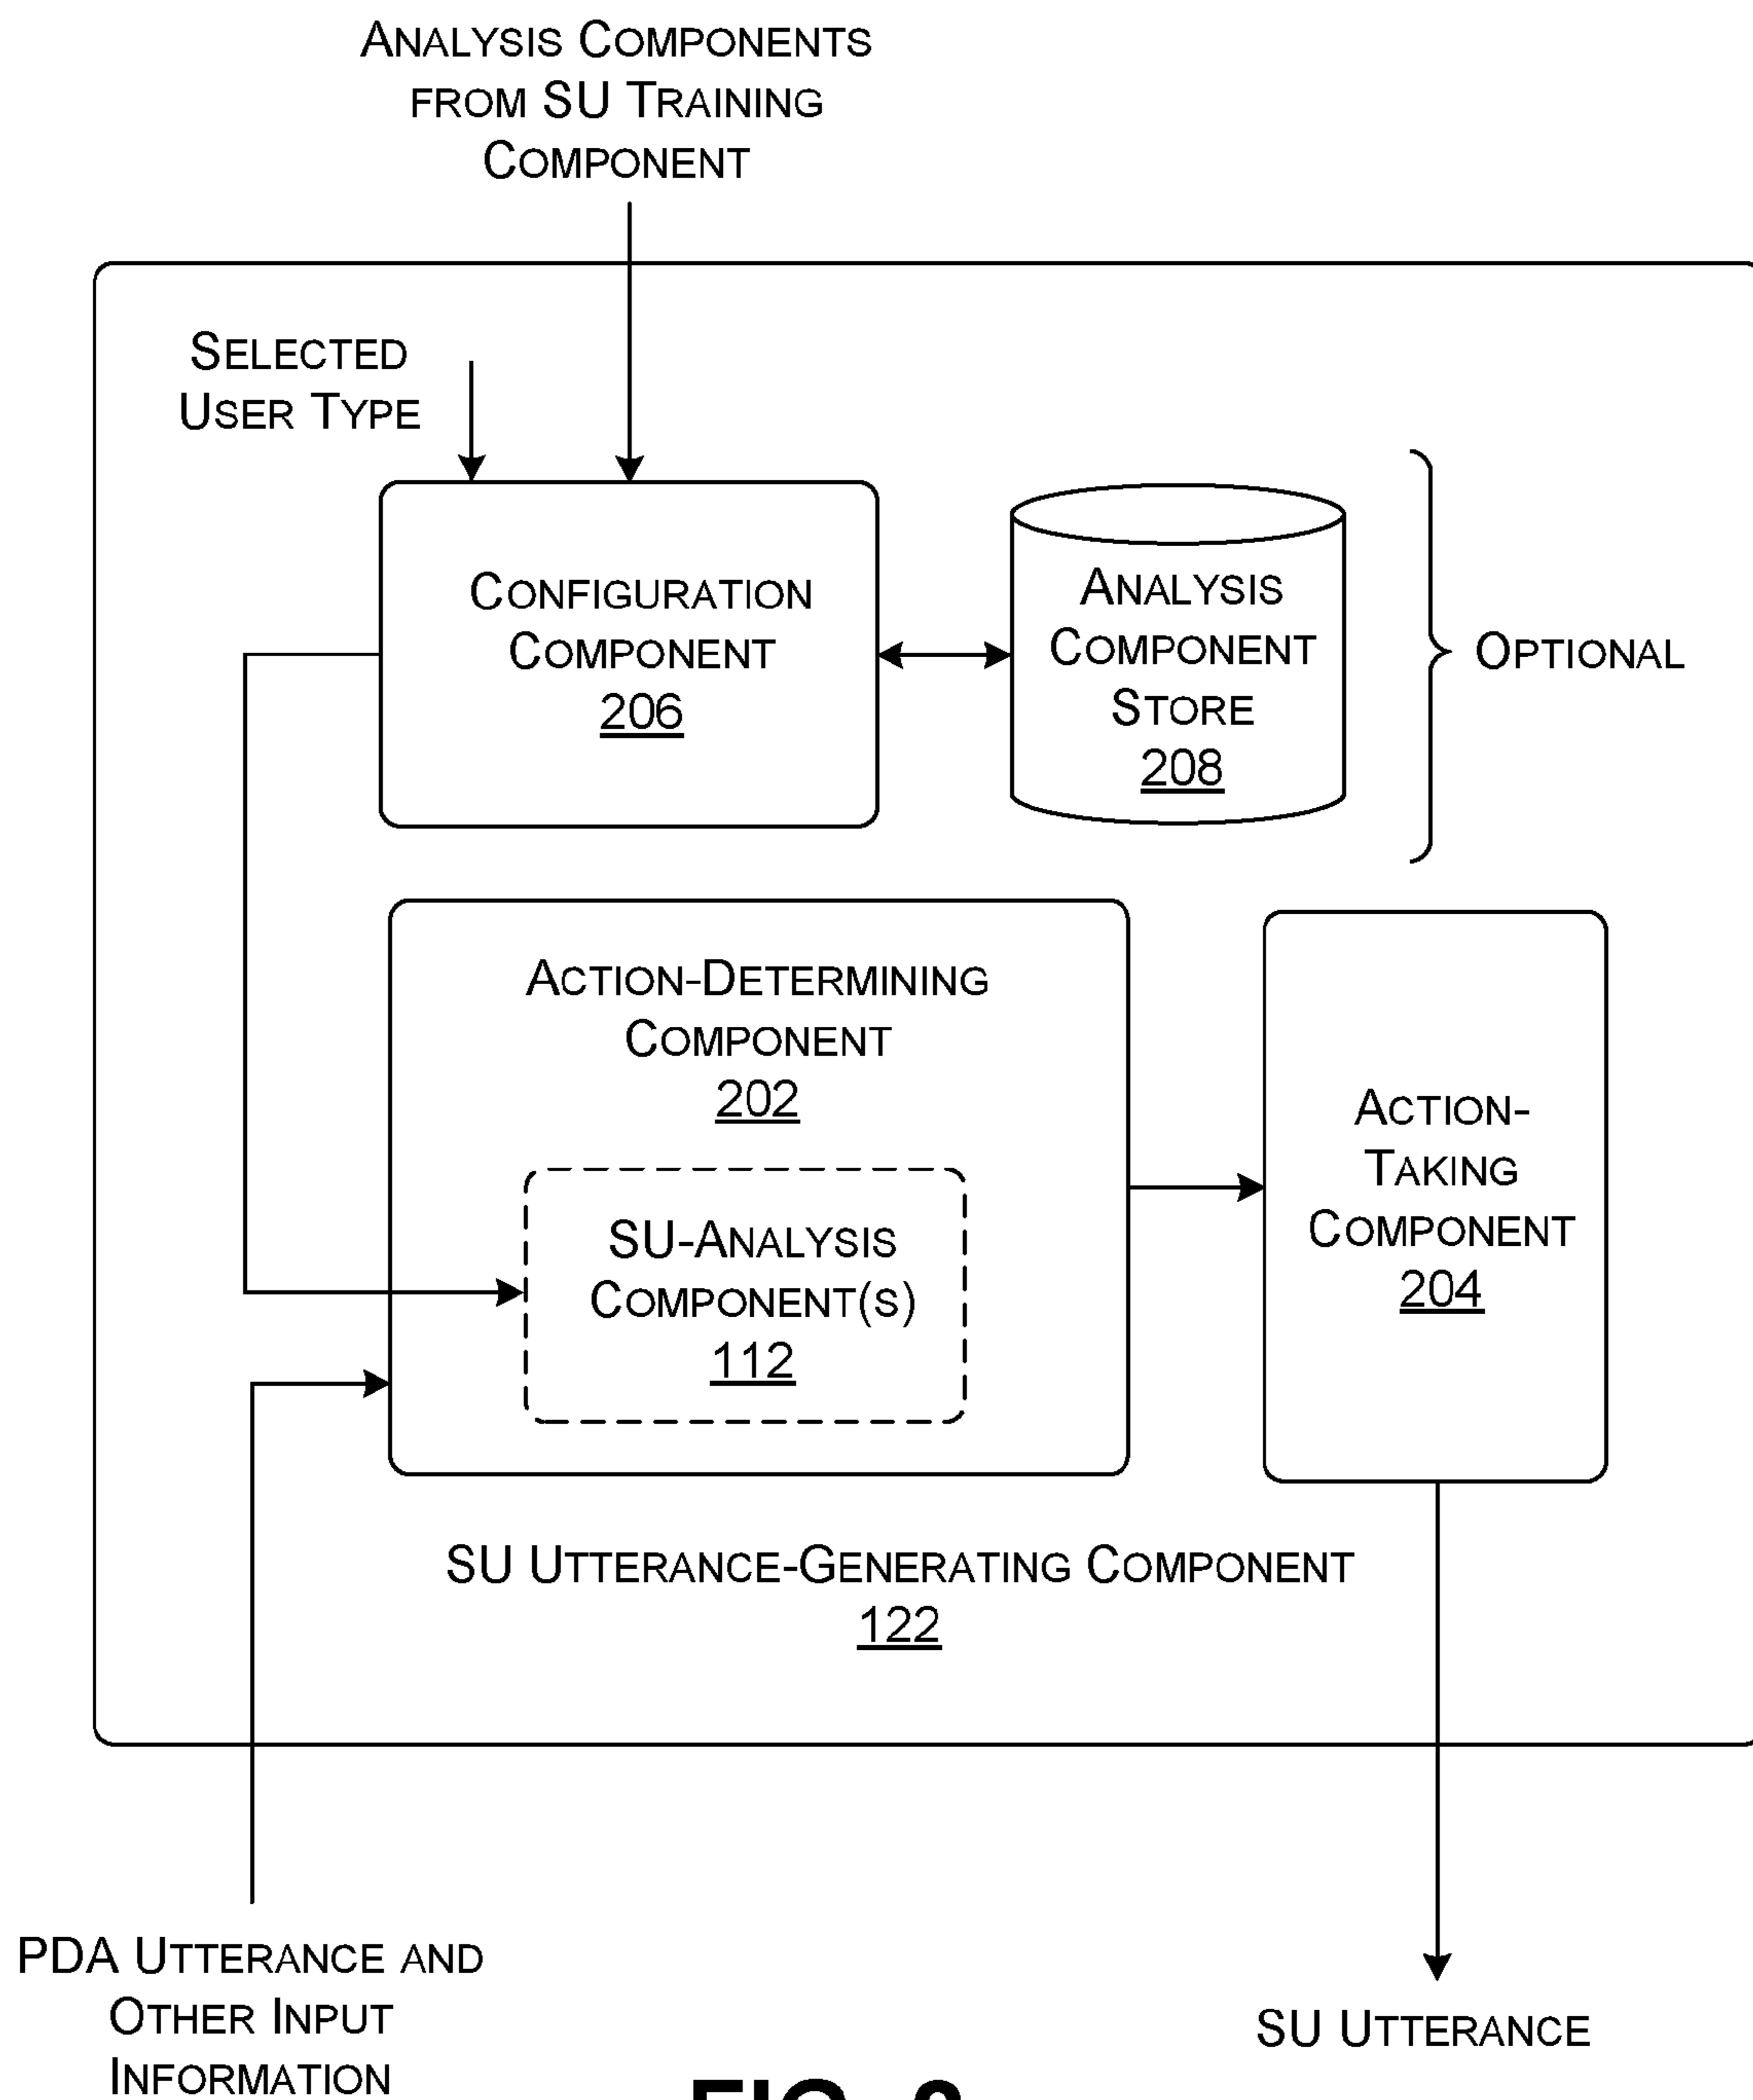 ANALYSIS COMPONENTS
FROM SU TRAINING
COMPONENT
SELECTED
USER TYPE
CONFIGURATION
COMPONENT
206
ANALYSIS
COMPONENT
STORE
208
OPTIONAL
ACTION-DETERMINING
COMPONENT
202
SU-ANALYSIS
COMPONENT(S)
112
ACTION-
TAKING
COMPONENT
204
SU UTTERANCE-GENERATING COMPONENT
122
PDA UTTERANCE AND
OTHER INPUT
INFORMATION
SU UTTERANCE
FIG.